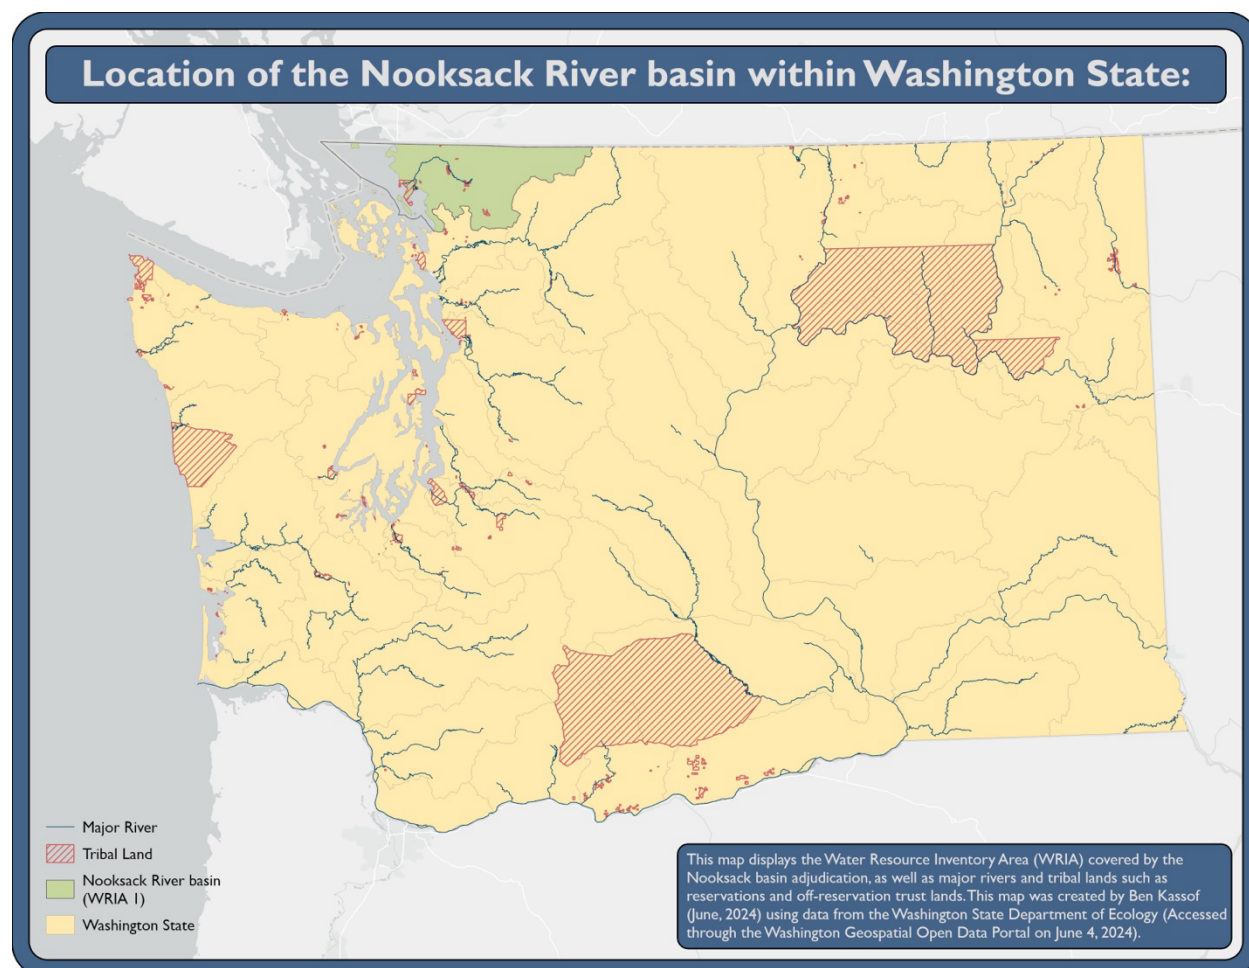 Location of the Nooksack River basin within Washington State:
Major River
Tribal Land
Nooksack River basin
(WRIA 1)
Washington State
This map displays the Water Resource Inventory Area (WRIA) covered by the
Nooksack basin adjudication, as well as major rivers and tribal lands such as
reservations and off-reservation trust lands. This map was created by Ben Kassof
(June, 2024) using data from the Washington State Department of Ecology (Accessed
through the Washington Geospatial Open Data Portal on June 4, 2024).